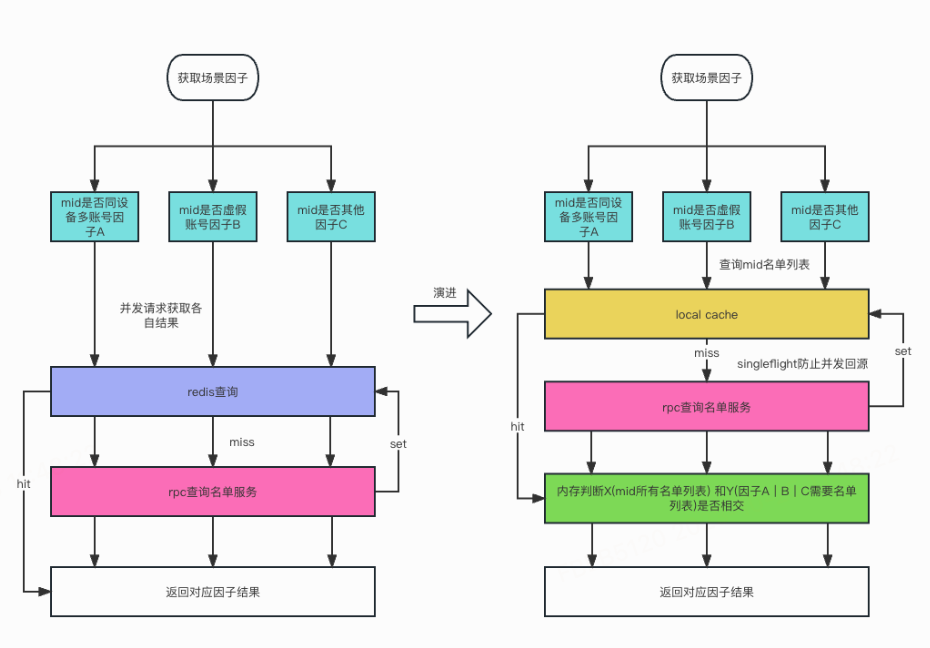 获取场景因子
mid是否同设
备多账号因
子A
mid是否虚假
账号因子B
mid是否其他
因子C
并发请求获取各
自结果
redis查询
miss
set
hit
rpc查询名单服务
返回对应因子结果
演进
获取场景因子
mid是否同设
备多账号因
子A
mid是否虚假
账号因子B
mid是否其他
因子C
查询mid名单列表
local cache
miss
singleflight防止并发回源
set
rpc查询名单服务
hit
内存判断X(mid所有名单列表) 和Y(因子A | B | C需要名单
列表)是否相交
返回对应因子结果